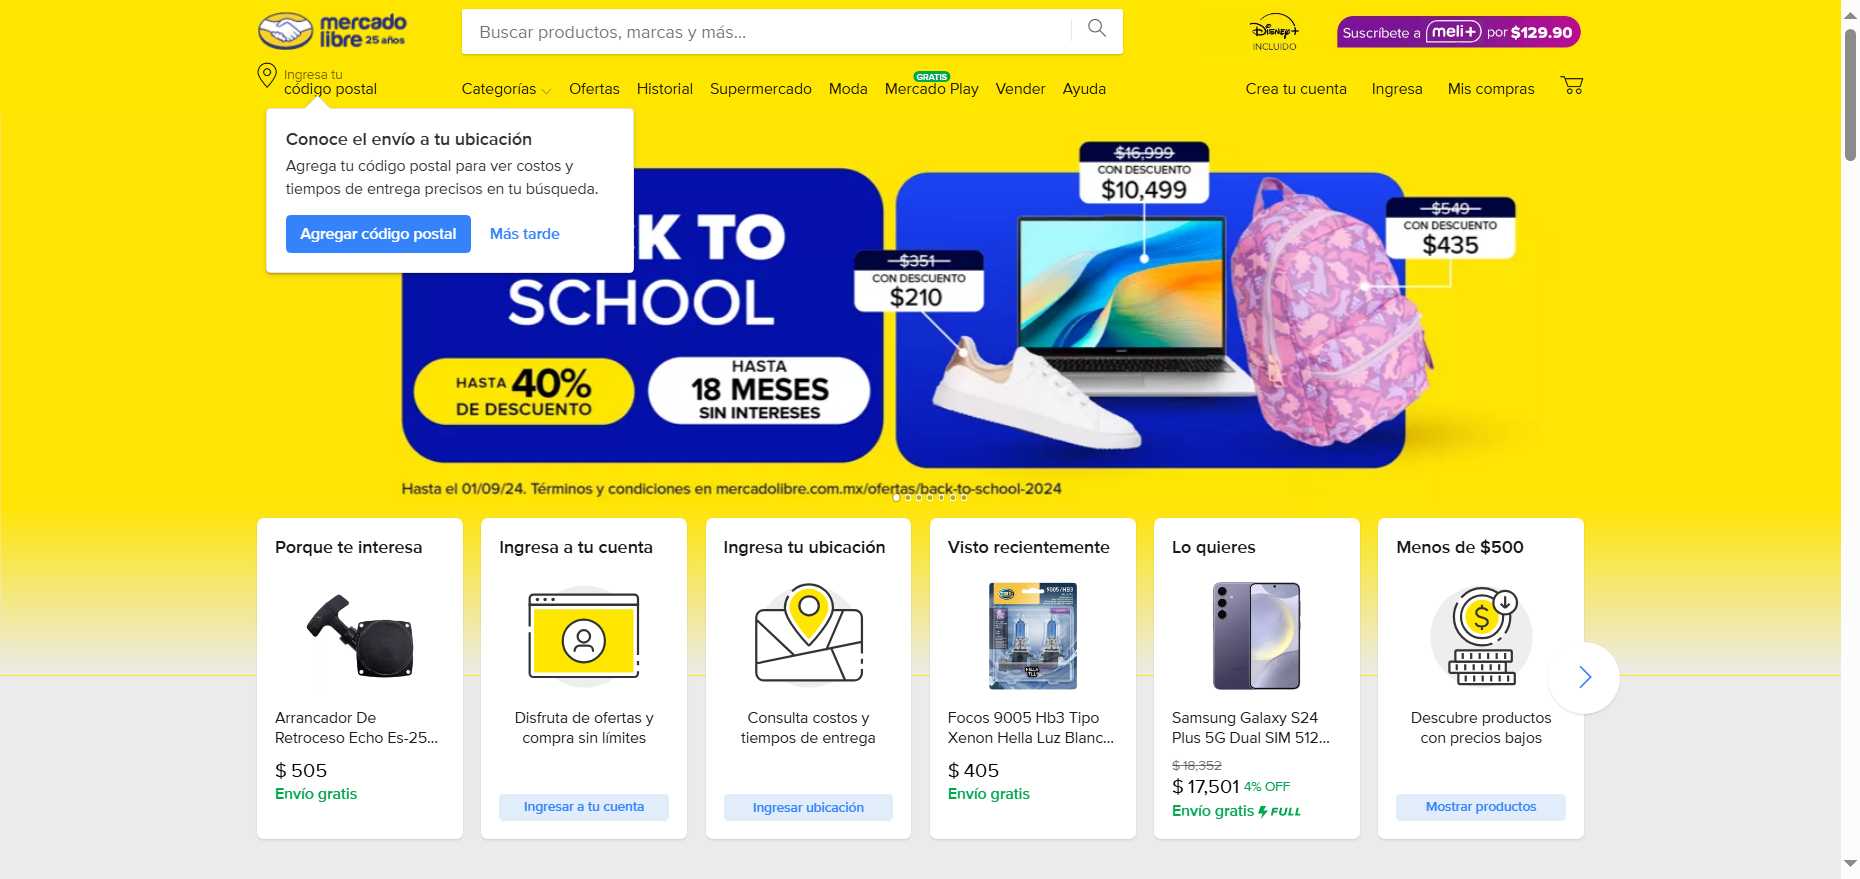 mercado
libre 25 años
Buscar productos, marcas y más...
Disney+
INCLUIDO
Suscríbete a meli+ por $129.90
Ingresa tu
código postal
Categorías
Ofertas
Historial
Supermercado
Moda
GRATIS
Mercado Play
Vender
Ayuda
Crea tu cuenta
Ingresa
Mis compras
Conoce el envío a tu ubicación
Agrega tu código postal para ver costos y
tiempos de entrega precisos en tu búsqueda.
Agregar código postal
Más tarde
K TO
SCHOOL
HASTA 40%
DE DESCUENTO
HASTA
18 MESES
SIN INTERESES
$351
CON DESCUENTO
$210
$16,999
CON DESCUENTO
$10,499
$549
CON DESCUENTO
$435
Hasta el 01/09/24. Términos y condiciones en mercadolibre.com.mx/ofertas/back-to-school-2024
Porque te interesa
Arrancador De
Retroceso Echo Es-25...
$ 505
Envío gratis
Ingresa a tu cuenta
Disfruta de ofertas y
compra sin límites
Ingresar a tu cuenta
Ingresa tu ubicación
Consulta costos y
tiempos de entrega
Ingresar ubicación
Visto recientemente
9005 / HB3
Focos 9005 Hb3 Tipo
Xenon Hella Luz Blanc...
$ 405
Envío gratis
Lo quieres
Samsung Galaxy S24
Plus 5G Dual SIM 512...
$ 18,352
$ 17,501 4% OFF
Envío gratis FULL
Menos de $500
$
Descubre productos
con precios bajos
Mostrar productos